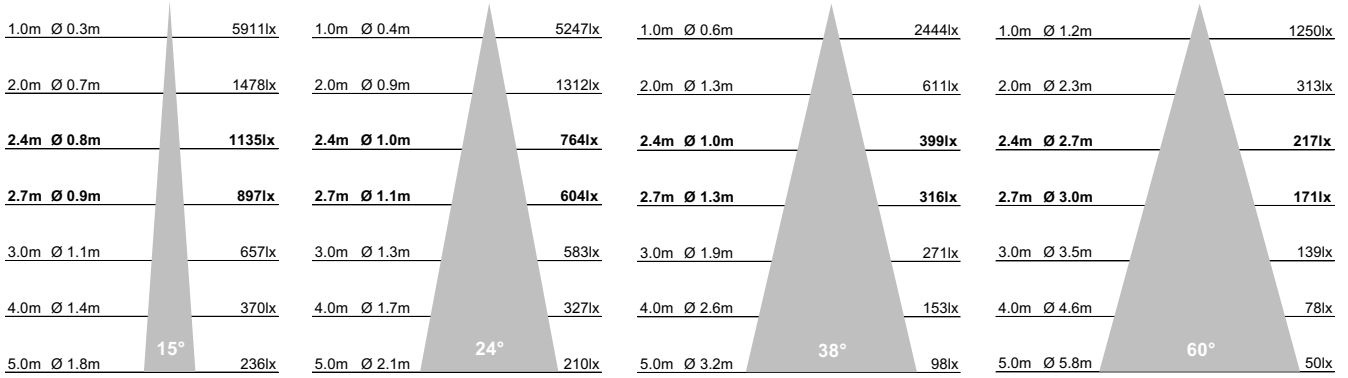 1.0m Ø 0.3m 5911lx
2.0m Ø 0.7m 1478lx
2.4m Ø 0.8m 1135lx
2.7m Ø 0.9m 897lx
3.0m Ø 1.1m 657lx
4.0m Ø 1.4m 370lx
15°
5.0m Ø 1.8m 236lx
1.0m Ø 0.4m 5247lx
2.0m Ø 0.9m 1312lx
2.4m Ø 1.0m 764lx
2.7m Ø 1.1m 604lx
3.0m Ø 1.3m 583lx
4.0m Ø 1.7m 327lx
24°
5.0m Ø 2.1m 210lx
1.0m Ø 0.6m 2444lx
2.0m Ø 1.3m 611lx
2.4m Ø 1.0m 399lx
2.7m Ø 1.3m 316lx
3.0m Ø 1.9m 271lx
4.0m Ø 2.6m 153lx
38°
5.0m Ø 3.2m 98lx
1.0m Ø 1.2m 1250lx
2.0m Ø 2.3m 313lx
2.4m Ø 2.7m 217lx
2.7m Ø 3.0m 171lx
3.0m Ø 3.5m 139lx
4.0m Ø 4.6m 78lx
60°
5.0m Ø 5.8m 50lx